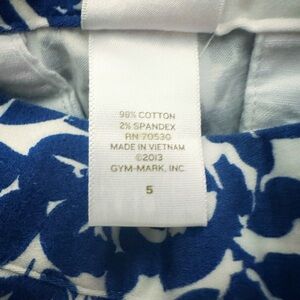 98% COTTON
2% SPANDEX
RN 70530
MADE IN VIETNAM
©2013
GYM-MARK, INC.
5